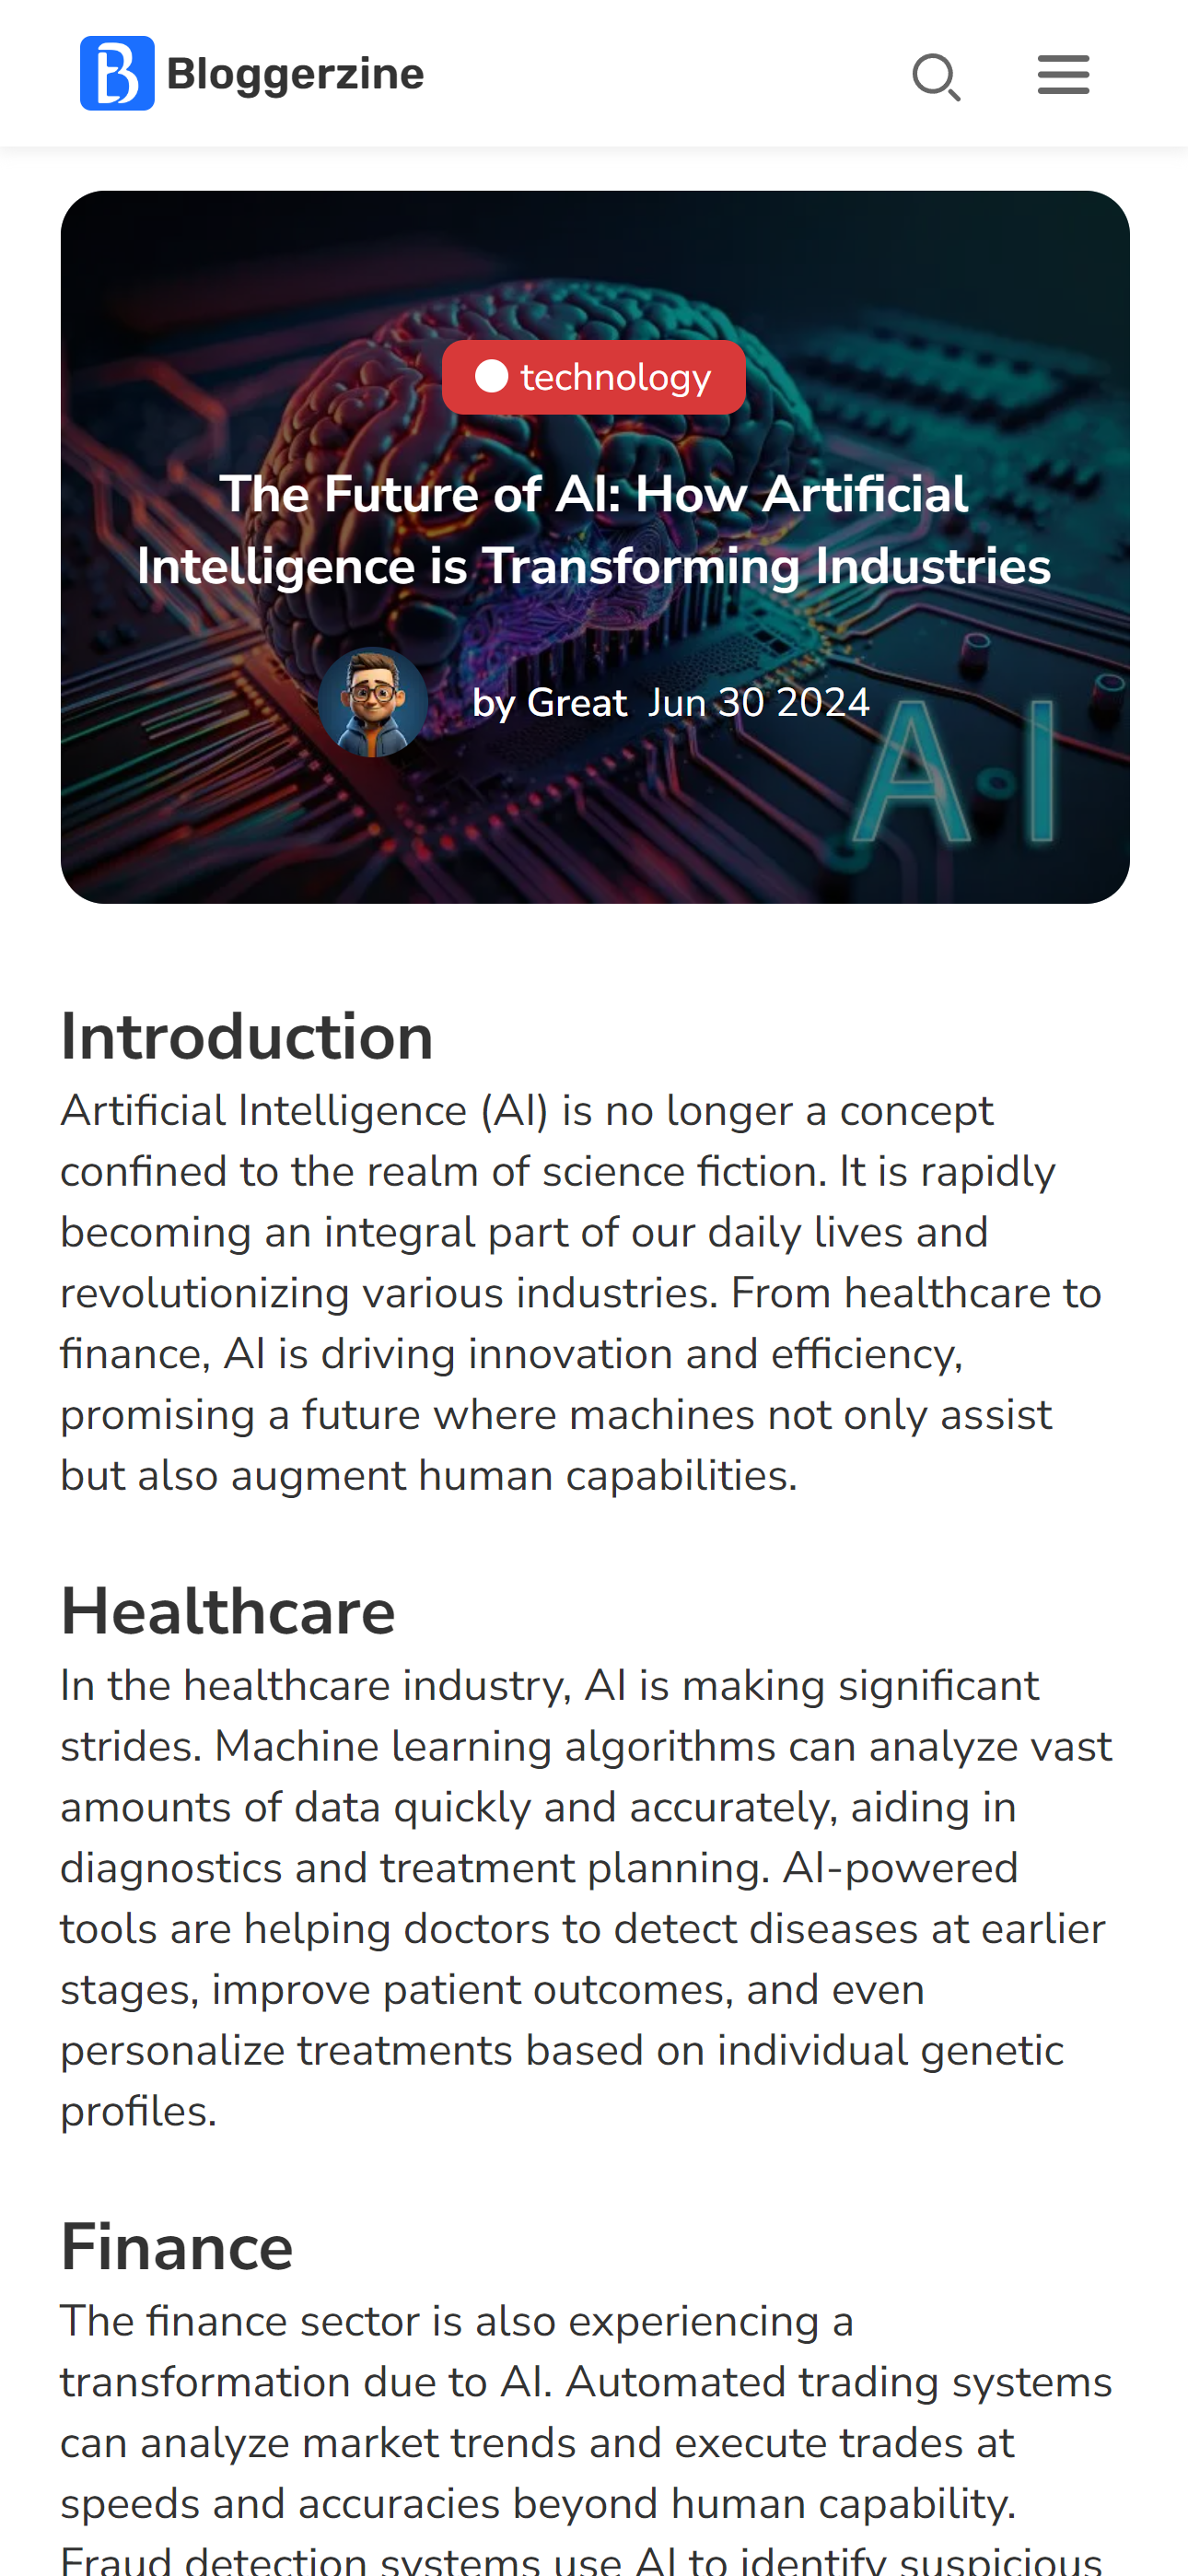 Bloggerzine
technology
The Future of AI: How Artificial
Intelligence is Transforming Industries
by Great Jun 30 2024
AI
Introduction
Artificial Intelligence (AI) is no longer a concept
confined to the realm of science fiction. It is rapidly
becoming an integral part of our daily lives and
revolutionizing various industries. From healthcare to
finance, AI is driving innovation and efficiency,
promising a future where machines not only assist
but also augment human capabilities.
Healthcare
In the healthcare industry, AI is making significant
strides. Machine learning algorithms can analyze vast
amounts of data quickly and accurately, aiding in
diagnostics and treatment planning. AI-powered
tools are helping doctors to detect diseases at earlier
stages, improve patient outcomes, and even
personalize treatments based on individual genetic
profiles.
Finance
The finance sector is also experiencing a
transformation due to AI. Automated trading systems
can analyze market trends and execute trades at
speeds and accuracies beyond human capability.
Fraud detection systems use AI to identify suspicious